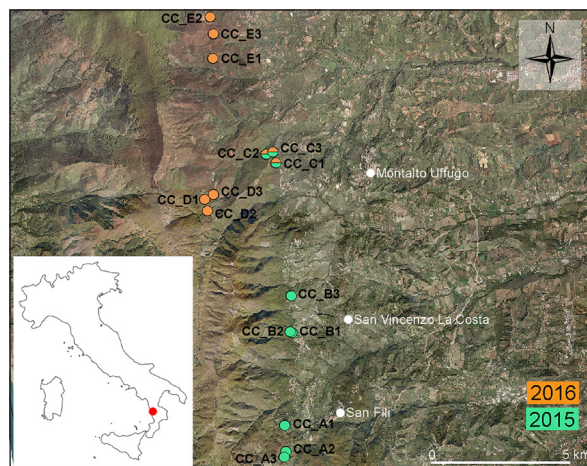 CC_E2
N
CC_E3
CC_E1
CC_C3
CC_C2
CC_C1
Montalto Uffugo
CC_D3
CC_D1
CC_D2
CC_B3
San Vincenzo La Costa
CC_B2 CC_B1
2016
San Fili
2015
CC_A1
CC_A2
CC_A3
0 5 km